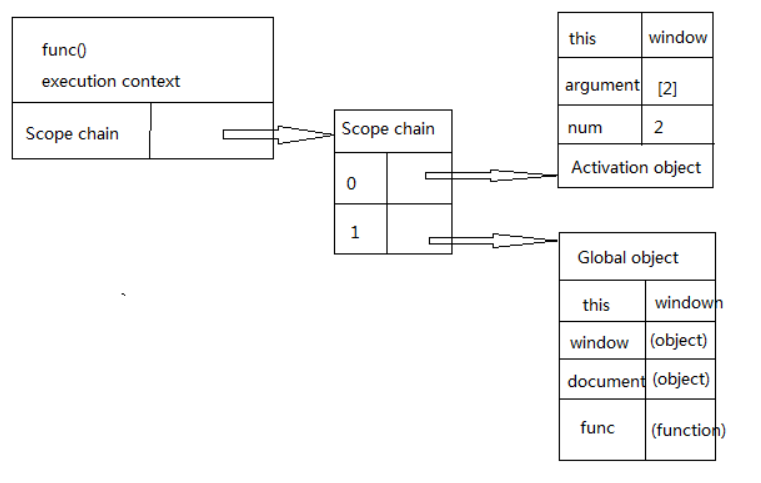 func()
execution context
Scope chain
Scope chain
0
1
this window
argument [2]
num 2
Activation object
Global object
this windown
window (object)
document (object)
func (function)